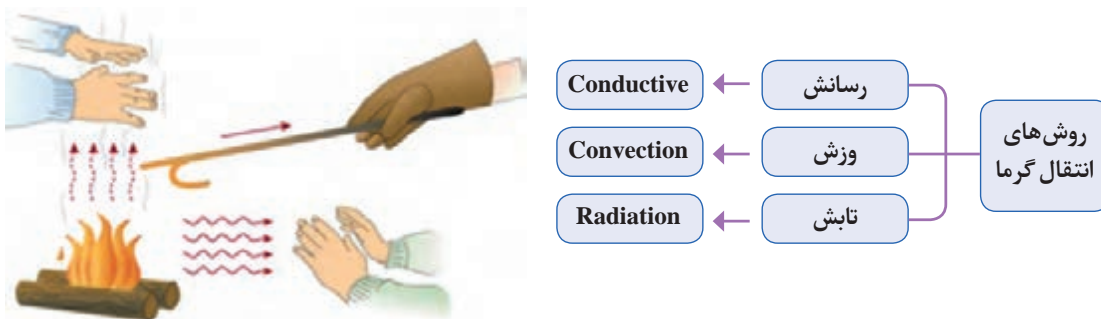 روش‌های
انتقال گرما
رسانش
Conductive
وزش
Convection
تابش
Radiation